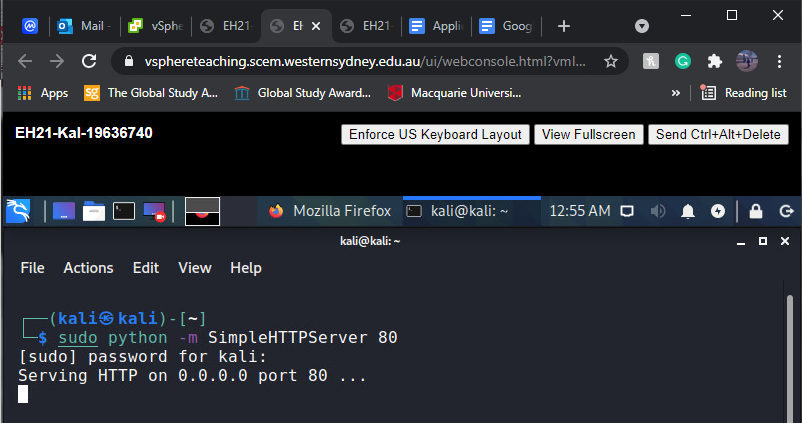 Mail -
vSphe
EH21-
EH
EH21-
Applic
Goog
vsphereteaching.scem.westernsydney.edu.au/ui/webconsole.html?vml...
Apps
The Global Study A...
Global Study Award...
Macquarie Universi...
»
Reading list
EH21-Kal-19636740
Enforce US Keyboard Layout
View Fullscreen
Send Ctrl+Alt+Delete
Mozilla Firefox
kali@kali: ~
12:55 AM
kali@kali: ~
File Actions Edit View Help
┌──(kali㉿kali)-[~]
└─$ sudo python -m SimpleHTTPServer 80
[sudo] password for kali:
Serving HTTP on 0.0.0.0 port 80 ...